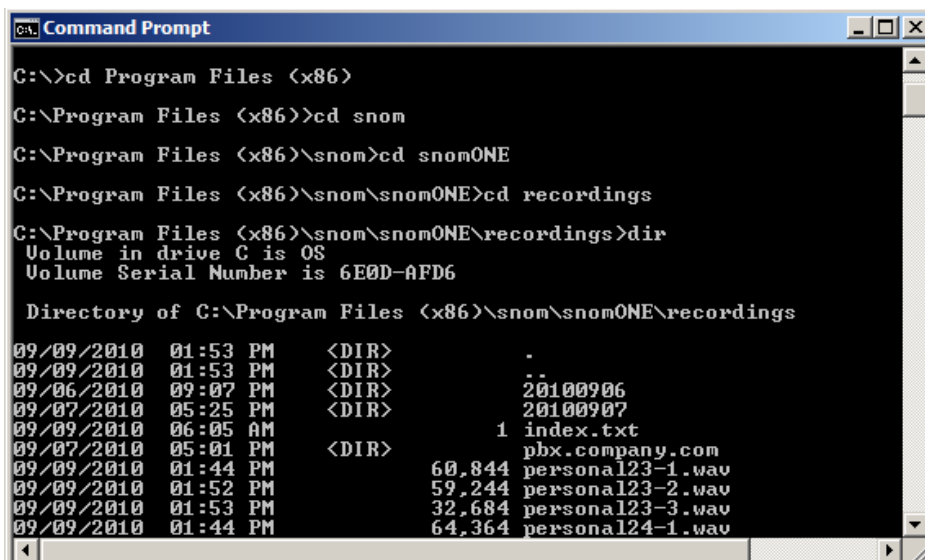 Command Prompt
C:\>cd Program Files (x86)
C:\Program Files (x86)>cd snom
C:\Program Files (x86)\snom>cd snomONE
C:\Program Files (x86)\snom\snomONE>cd recordings
C:\Program Files (x86)\snom\snomONE\recordings>dir
 Volume in drive C is OS
 Volume Serial Number is 6E0D-AFD6
 Directory of C:\Program Files (x86)\snom\snomONE\recordings
09/09/2010  01:53 PM    <DIR>          .
09/09/2010  01:53 PM    <DIR>          ..
09/06/2010  09:07 PM    <DIR>          20100906
09/07/2010  05:25 PM    <DIR>          20100907
09/09/2010  06:05 AM                 1 index.txt
09/07/2010  05:01 PM    <DIR>          pbx.company.com
09/09/2010  01:44 PM            60,844 personal23-1.wav
09/09/2010  01:52 PM            59,244 personal23-2.wav
09/09/2010  01:53 PM            32,684 personal23-3.wav
09/09/2010  01:44 PM            64,364 personal24-1.wav